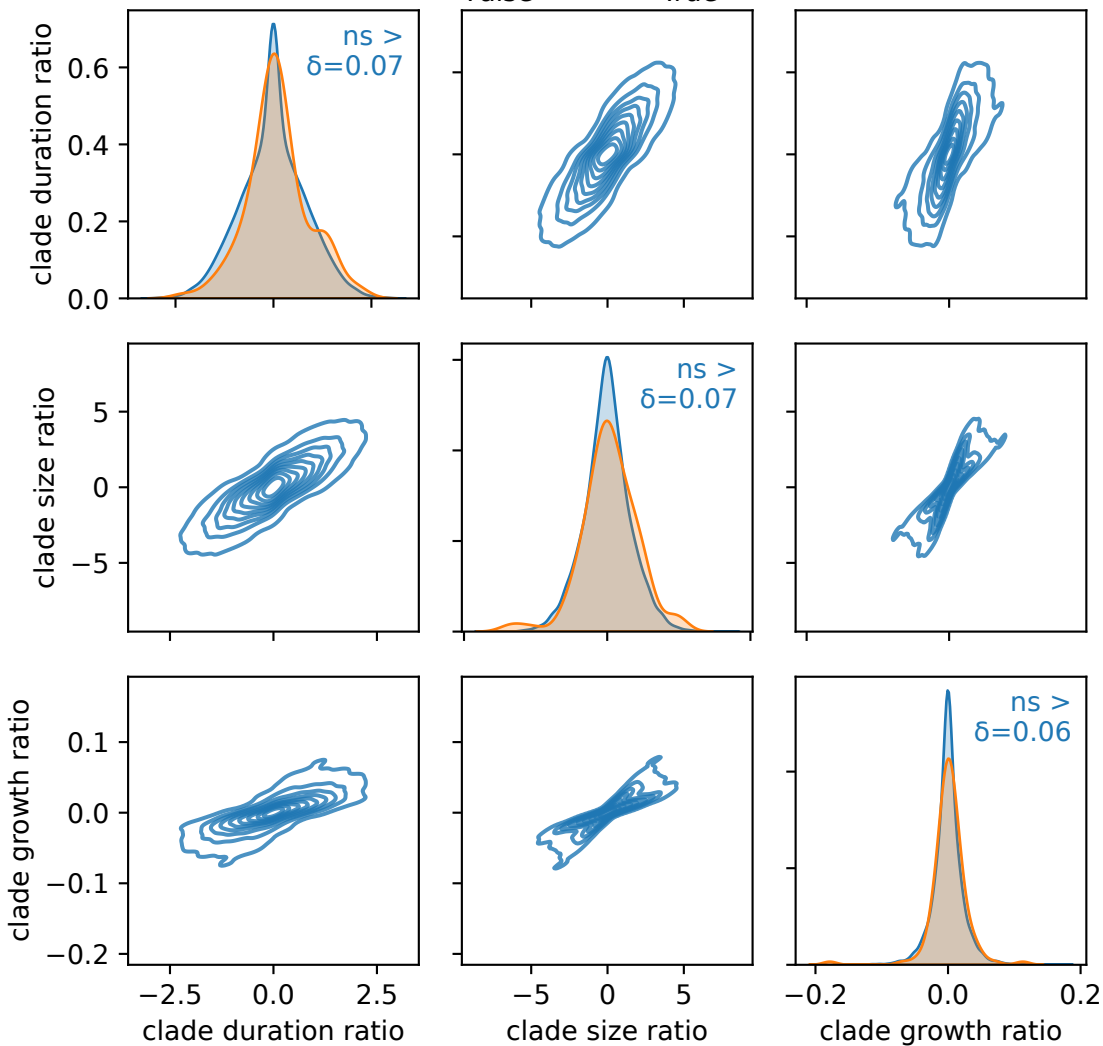 clade duration ratio
0.6
0.4
0.2
0.0
ns >
δ=0.07
clade size ratio
5
0
−5
ns >
δ=0.07
clade growth ratio
0.1
0.0
−0.1
−0.2
ns >
δ=0.06
−2.5
0.0
2.5
−5
0
5
−0.2
0.0
0.2
clade duration ratio
clade size ratio
clade growth ratio